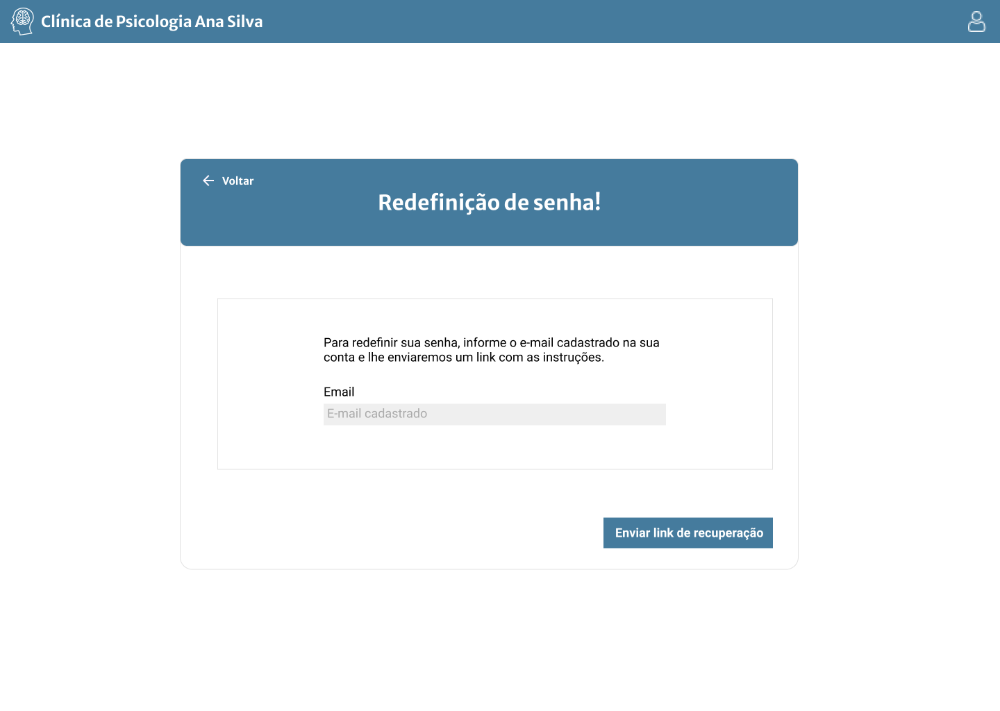 Clínica de Psicologia Ana Silva
Voltar
Redefinição de senha!
Para redefinir sua senha, informe o e-mail cadastrado na sua
conta e lhe enviaremos um link com as instruções.
Email
E-mail cadastrado
Enviar link de recuperação